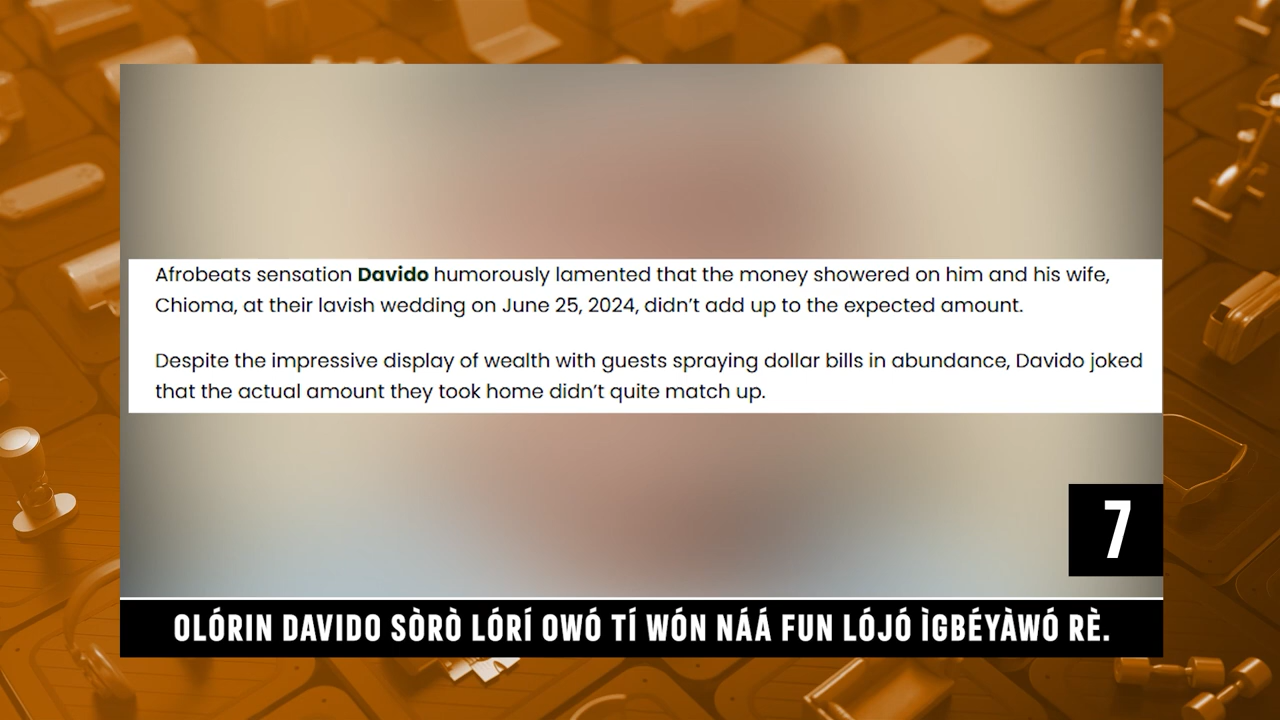 Afrobeats sensation Davido humorously lamented that the money showered on him and his wife,
Chioma, at their lavish wedding on June 25, 2024, didn’t add up to the expected amount.
Despite the impressive display of wealth with guests spraying dollar bills in abundance, Davido joked
that the actual amount they took home didn’t quite match up.
7
OLÓRIN DAVIDO SÒRÒ LÓRÍ OWÓ TÍ WÓN NÁÁ FUN LÓJÓ ÌGBÉYÀWÓ RÈ.